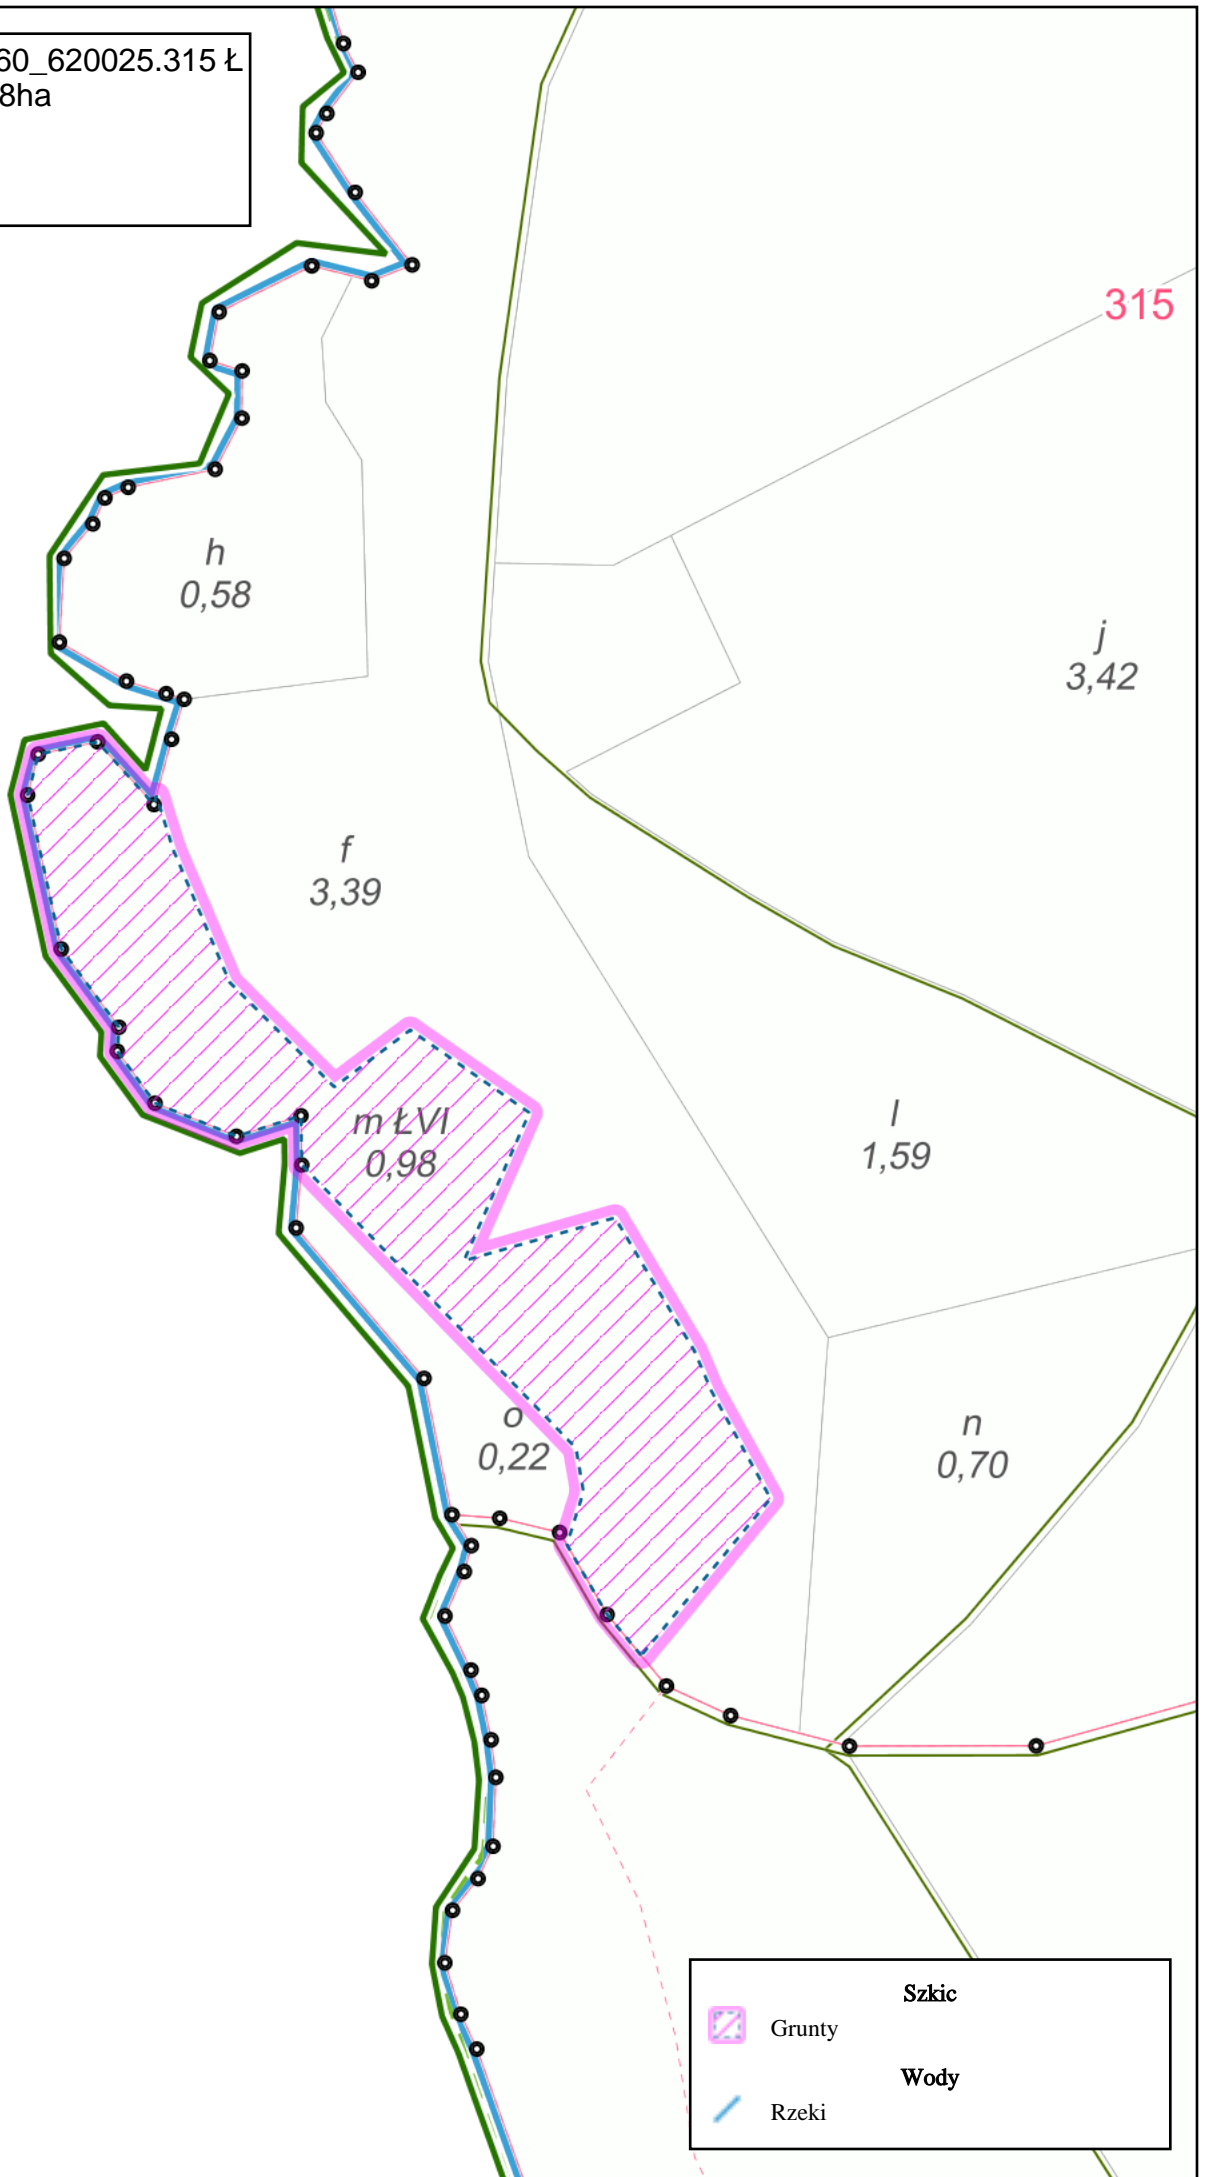 60_620025.315 Ł
8ha
315
h
0,58
j
3,42
f
3,39
m ŁVI
0,98
l
1,59
o
0,22
n
0,70
Szkic
Grunty
Wody
Rzeki